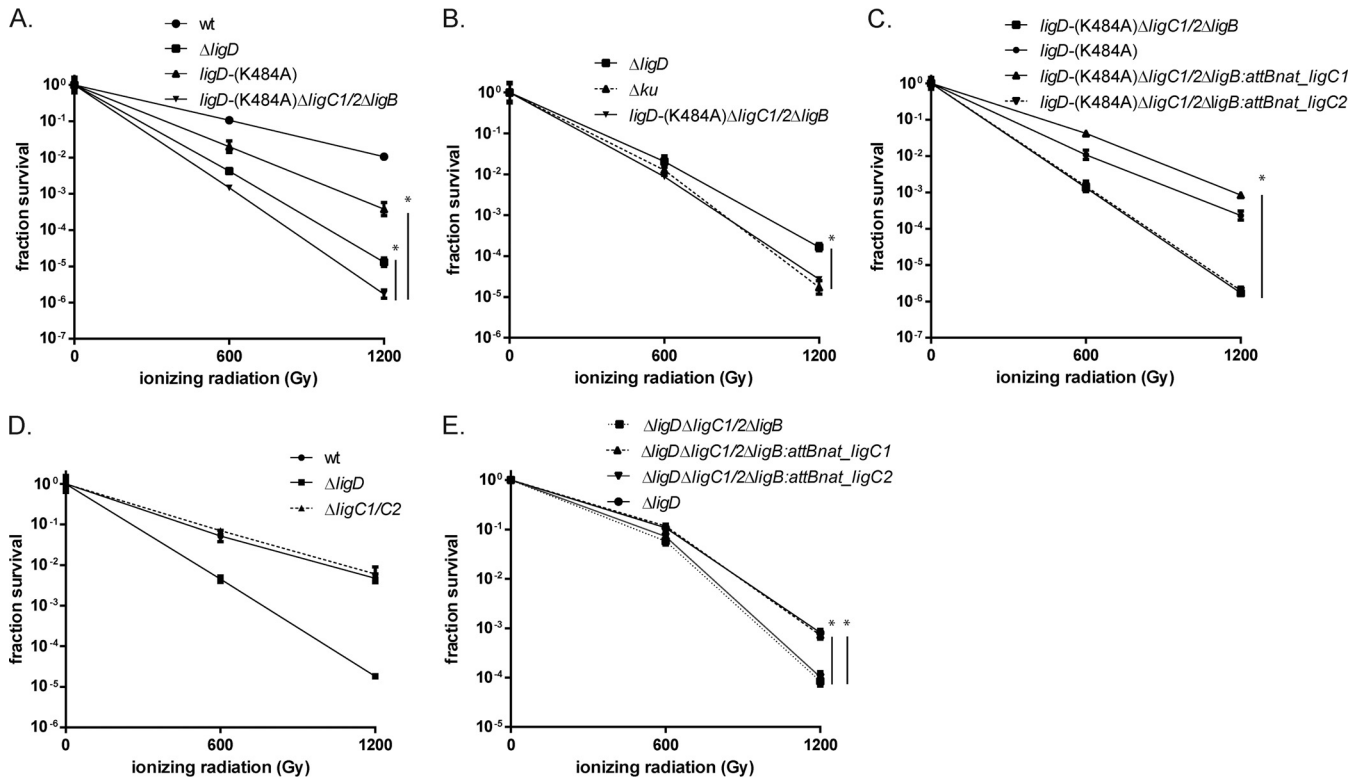 A.
wt
ΔligD
ligD-(K484A)
ligD-(K484A)ΔligC1/2ΔligB
fraction survival
10^0
10^-1
10^-2
10^-3
10^-4
10^-5
10^-6
10^-7
*
*
0
600
1200
ionizing radiation (Gy)
B.
ΔligD
Δku
ligD-(K484A)ΔligC1/2ΔligB
fraction survival
10^0
10^-1
10^-2
10^-3
10^-4
10^-5
10^-6
*
0
600
1200
ionizing radiation (Gy)
C.
ligD-(K484A)ΔligC1/2ΔligB
ligD-(K484A)
ligD-(K484A)ΔligC1/2ΔligB:attBnat_ligC1
ligD-(K484A)ΔligC1/2ΔligB:attBnat_ligC2
fraction survival
10^0
10^-1
10^-2
10^-3
10^-4
10^-5
10^-6
10^-7
*
0
600
1200
ionizing radiation (Gy)
D.
wt
ΔligD
ΔligC1/C2
fraction survival
10^0
10^-1
10^-2
10^-3
10^-4
10^-5
10^-6
0
600
1200
ionizing radiation (Gy)
E.
ΔligDΔligC1/2ΔligB
ΔligDΔligC1/2ΔligB:attBnat_ligC1
ΔligDΔligC1/2ΔligB:attBnat_ligC2
ΔligD
fraction survival
10^0
10^-1
10^-2
10^-3
10^-4
10^-5
* *
0
600
1200
ionizing radiation (Gy)